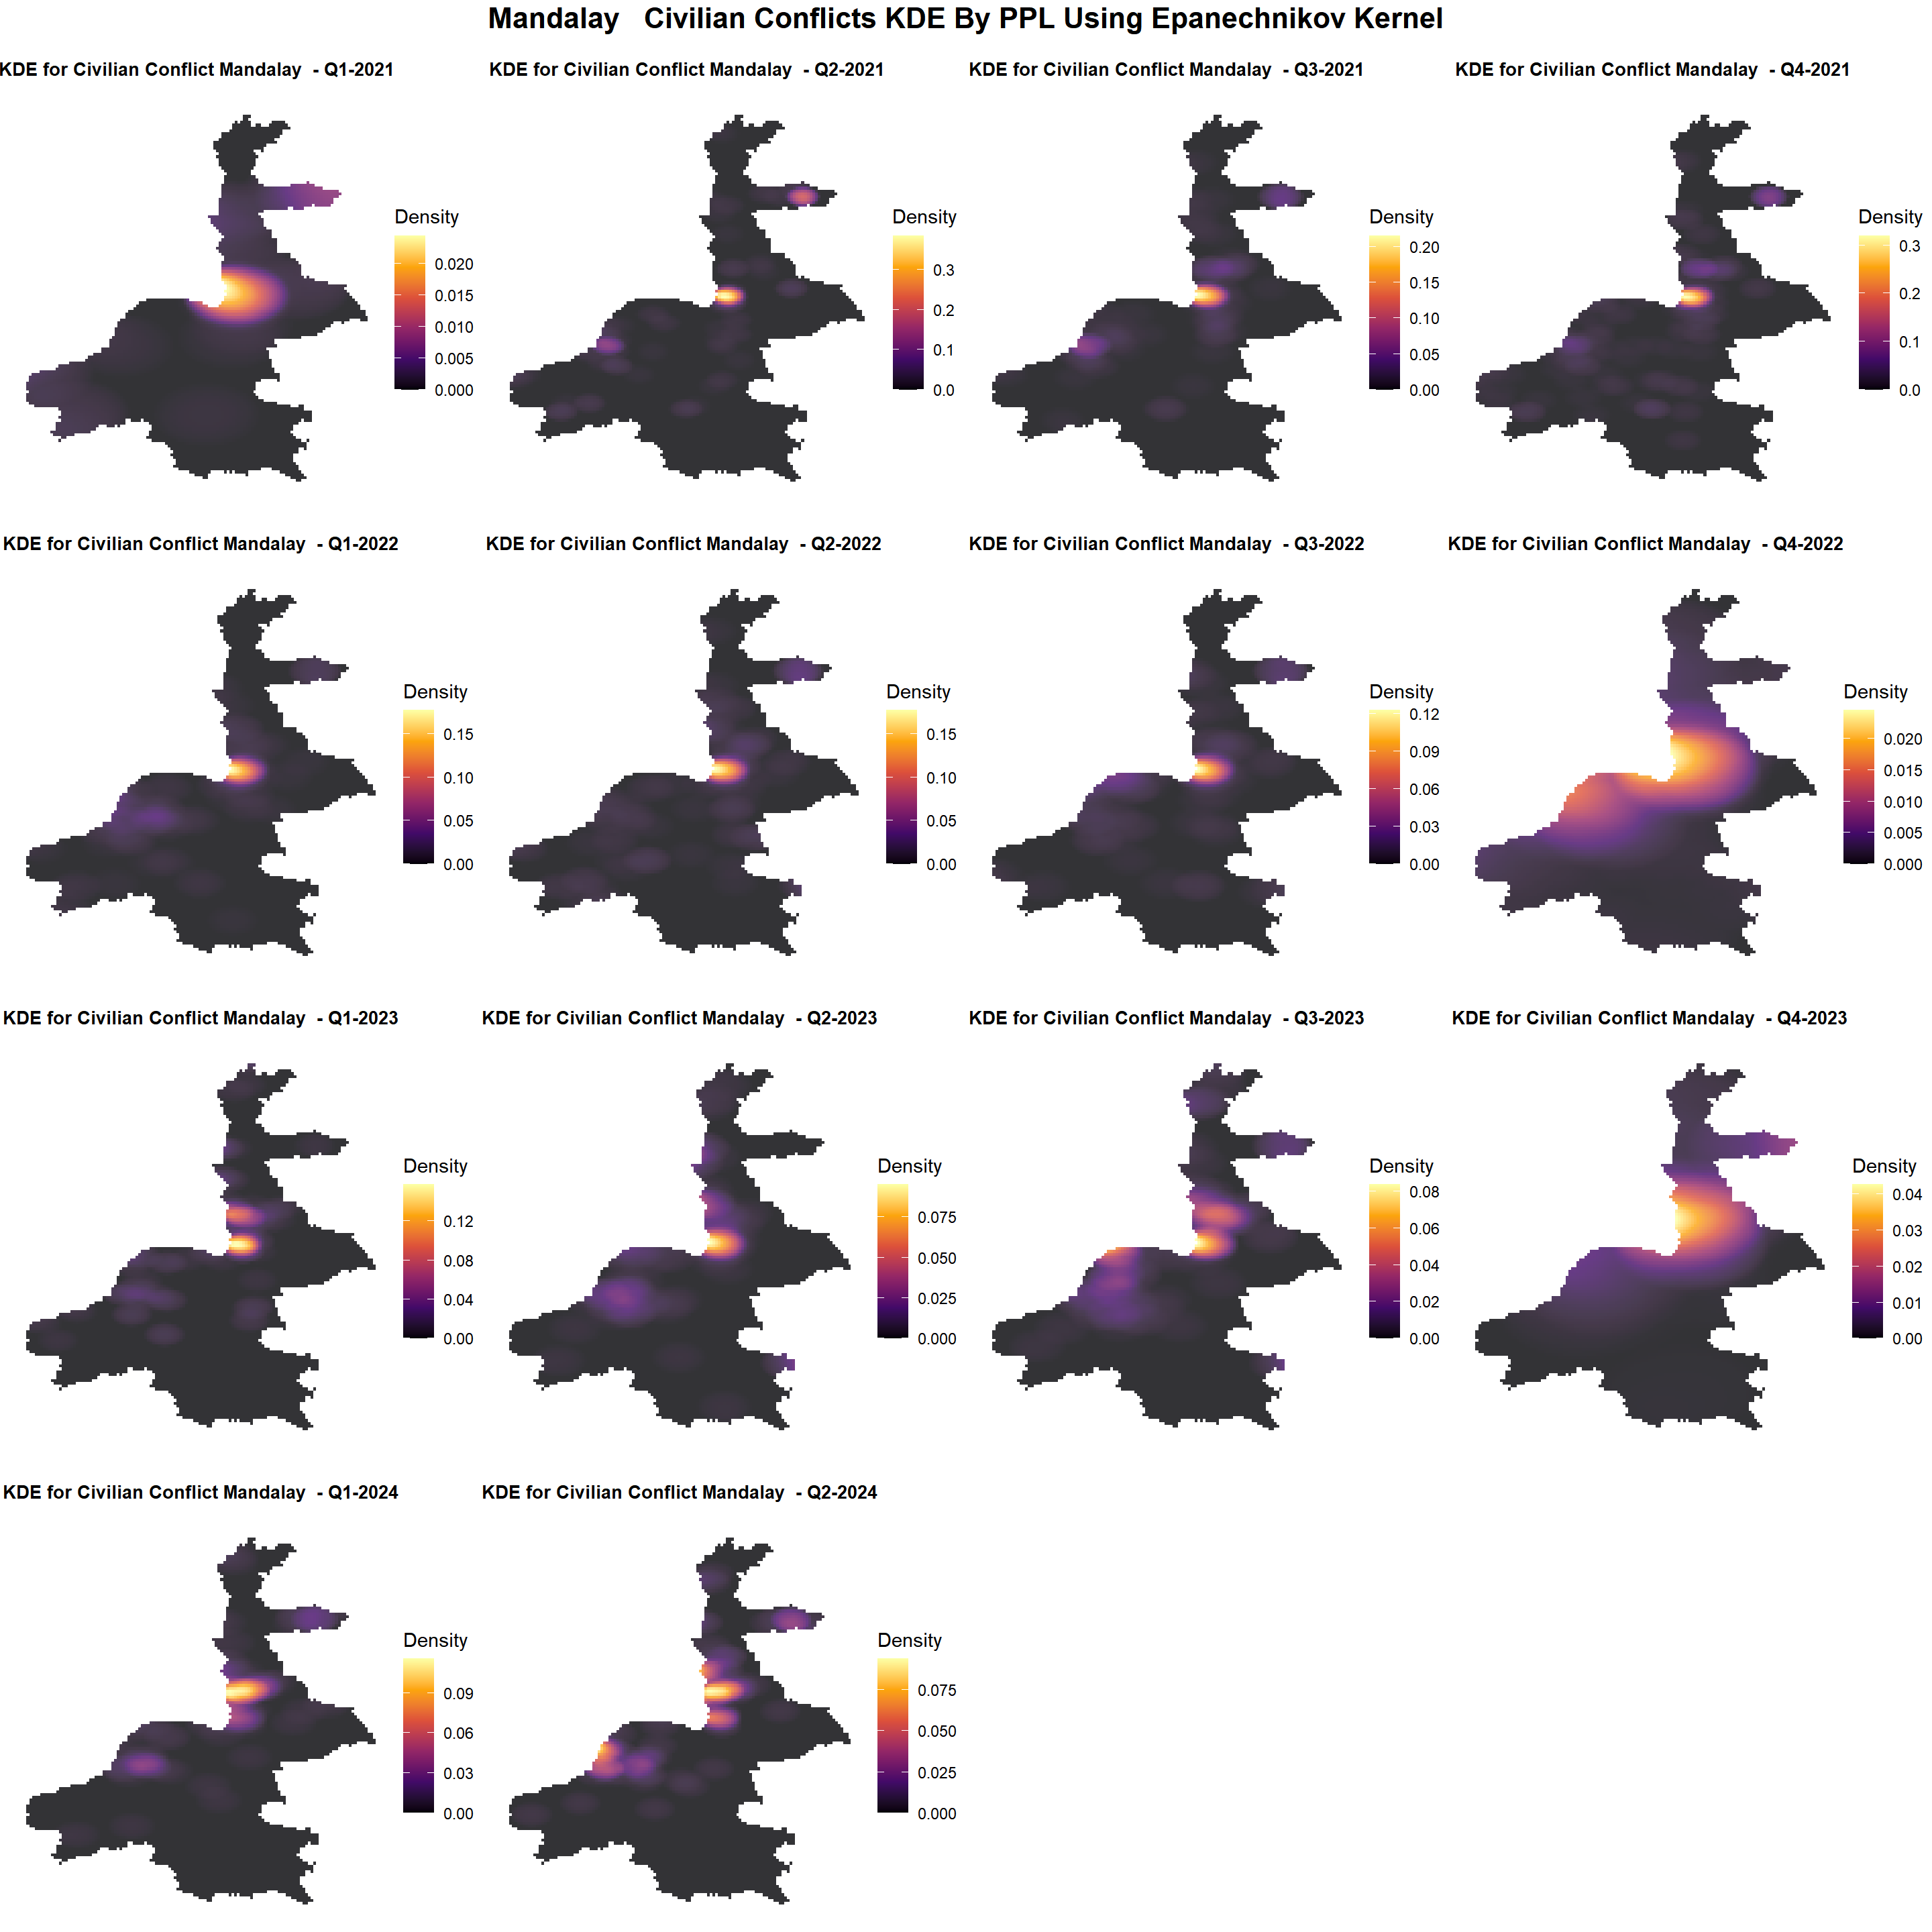 Mandalay   Civilian Conflicts KDE By PPL Using Epanechnikov Kernel
KDE for Civilian Conflict Mandalay  - Q1-2021
Density
0.020
0.015
0.010
0.005
0.000
KDE for Civilian Conflict Mandalay  - Q2-2021
Density
0.3
0.2
0.1
0.0
KDE for Civilian Conflict Mandalay  - Q3-2021
Density
0.20
0.15
0.10
0.05
0.00
KDE for Civilian Conflict Mandalay  - Q4-2021
Density
0.3
0.2
0.1
0.0
KDE for Civilian Conflict Mandalay  - Q1-2022
Density
0.15
0.10
0.05
0.00
KDE for Civilian Conflict Mandalay  - Q2-2022
Density
0.15
0.10
0.05
0.00
KDE for Civilian Conflict Mandalay  - Q3-2022
Density
0.12
0.09
0.06
0.03
0.00
KDE for Civilian Conflict Mandalay  - Q4-2022
Density
0.020
0.015
0.010
0.005
0.000
KDE for Civilian Conflict Mandalay  - Q1-2023
Density
0.12
0.08
0.04
0.00
KDE for Civilian Conflict Mandalay  - Q2-2023
Density
0.075
0.050
0.025
0.000
KDE for Civilian Conflict Mandalay  - Q3-2023
Density
0.08
0.06
0.04
0.02
0.00
KDE for Civilian Conflict Mandalay  - Q4-2023
Density
0.04
0.03
0.02
0.01
0.00
KDE for Civilian Conflict Mandalay  - Q1-2024
Density
0.09
0.06
0.03
0.00
KDE for Civilian Conflict Mandalay  - Q2-2024
Density
0.075
0.050
0.025
0.000